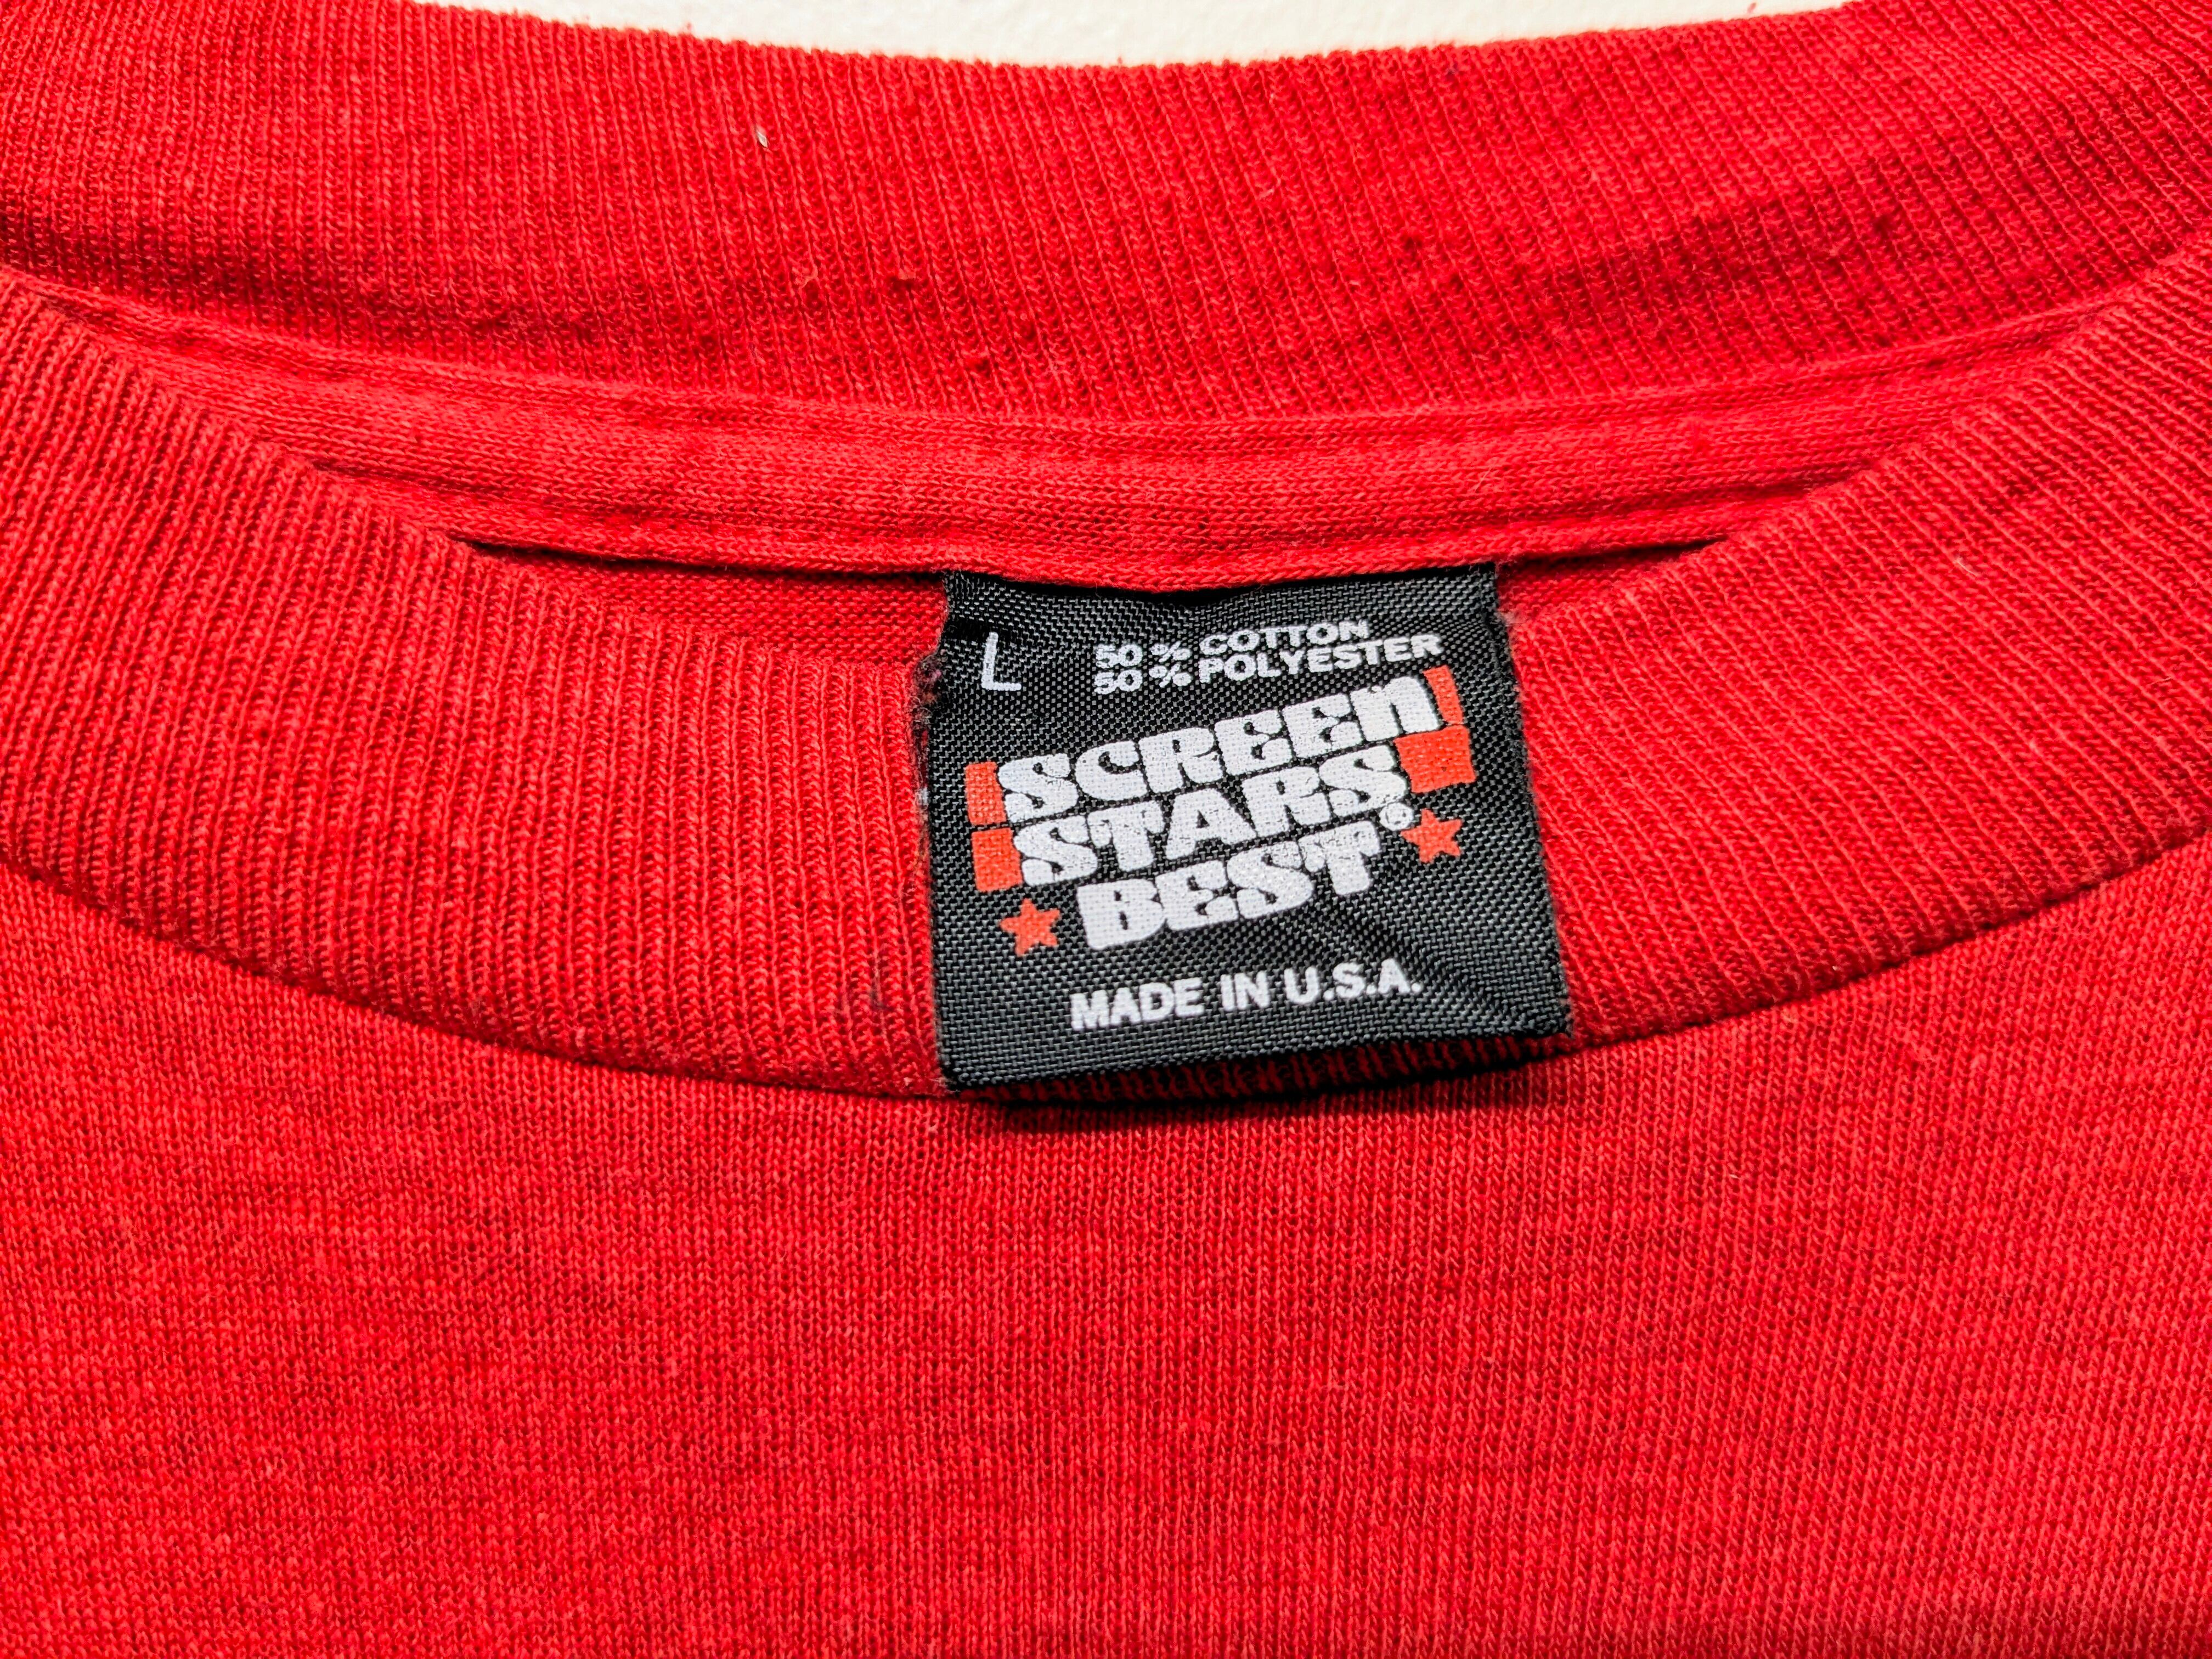 L
50% COTTON
50% POLYESTER
SCREEN
STARS
BEST®
MADE IN U.S.A.